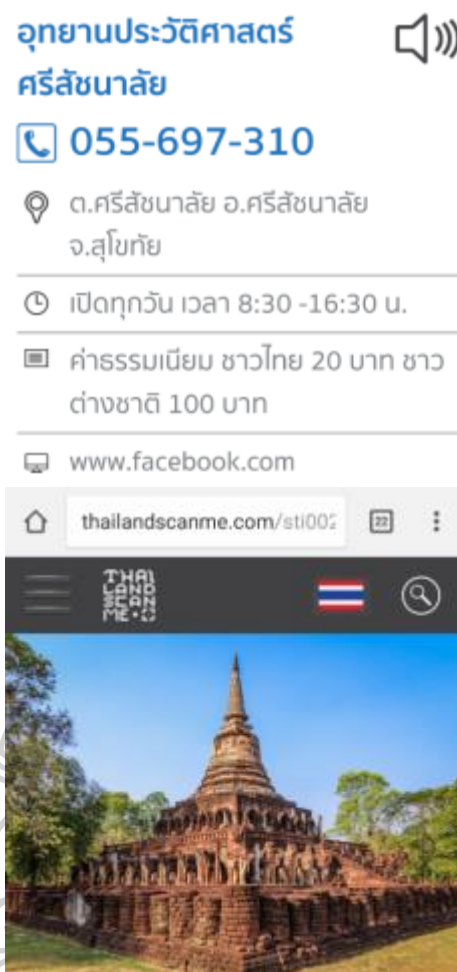 อุทยานประวัติศาสตร์
ศรีสัชนาลัย
055-697-310
ต.ศรีสัชนาลัย อ.ศรีสัชนาลัย
จ.สุโขทัย
เปิดทุกวัน เวลา 8:30 -16:30 น.
ค่าธรรมเนียม ชาวไทย 20 บาท ชาว
ต่างชาติ 100 บาท
www.facebook.com
thailandscanme.com/sti002
22
THAI
LAND
SCAN
ME